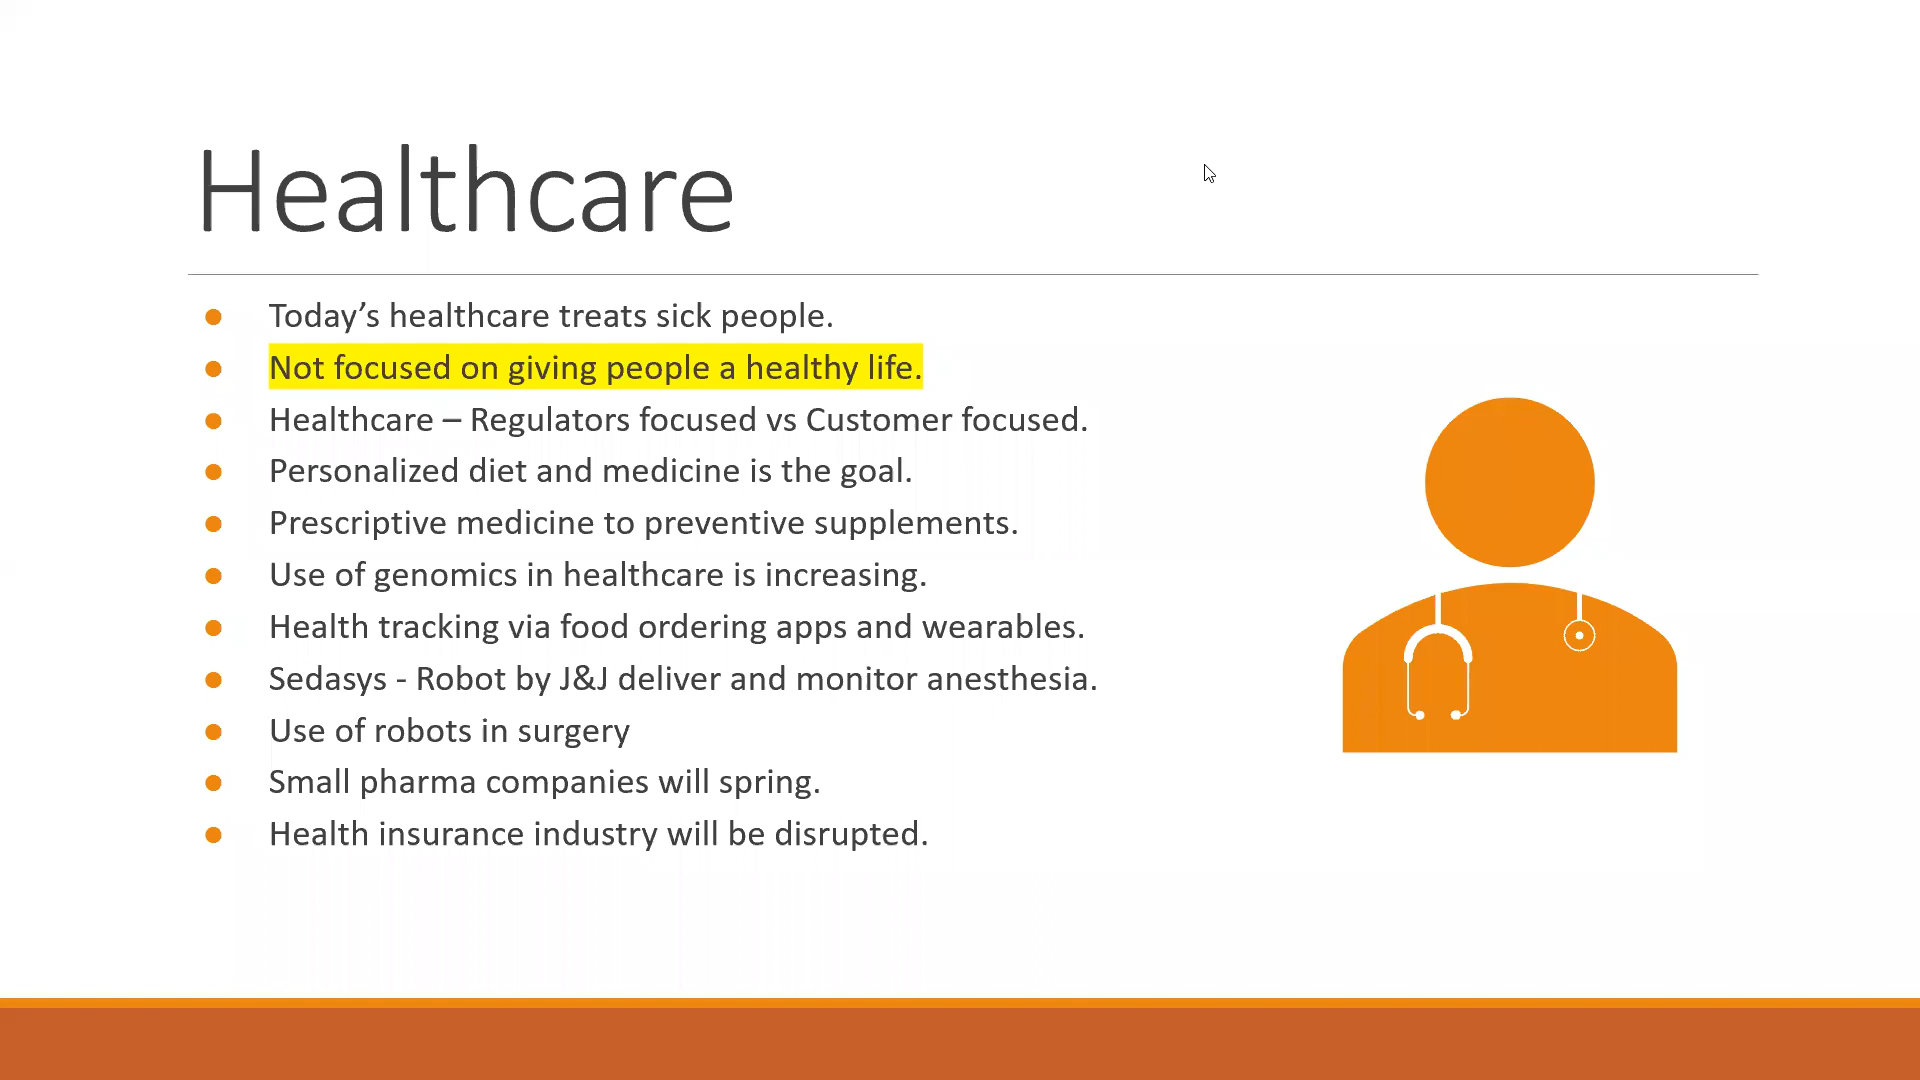 Healthcare
Today’s healthcare treats sick people.
Not focused on giving people a healthy life.
Healthcare – Regulators focused vs Customer focused.
Personalized diet and medicine is the goal.
Prescriptive medicine to preventive supplements.
Use of genomics in healthcare is increasing.
Health tracking via food ordering apps and wearables.
Sedasys - Robot by J&J deliver and monitor anesthesia.
Use of robots in surgery
Small pharma companies will spring.
Health insurance industry will be disrupted.